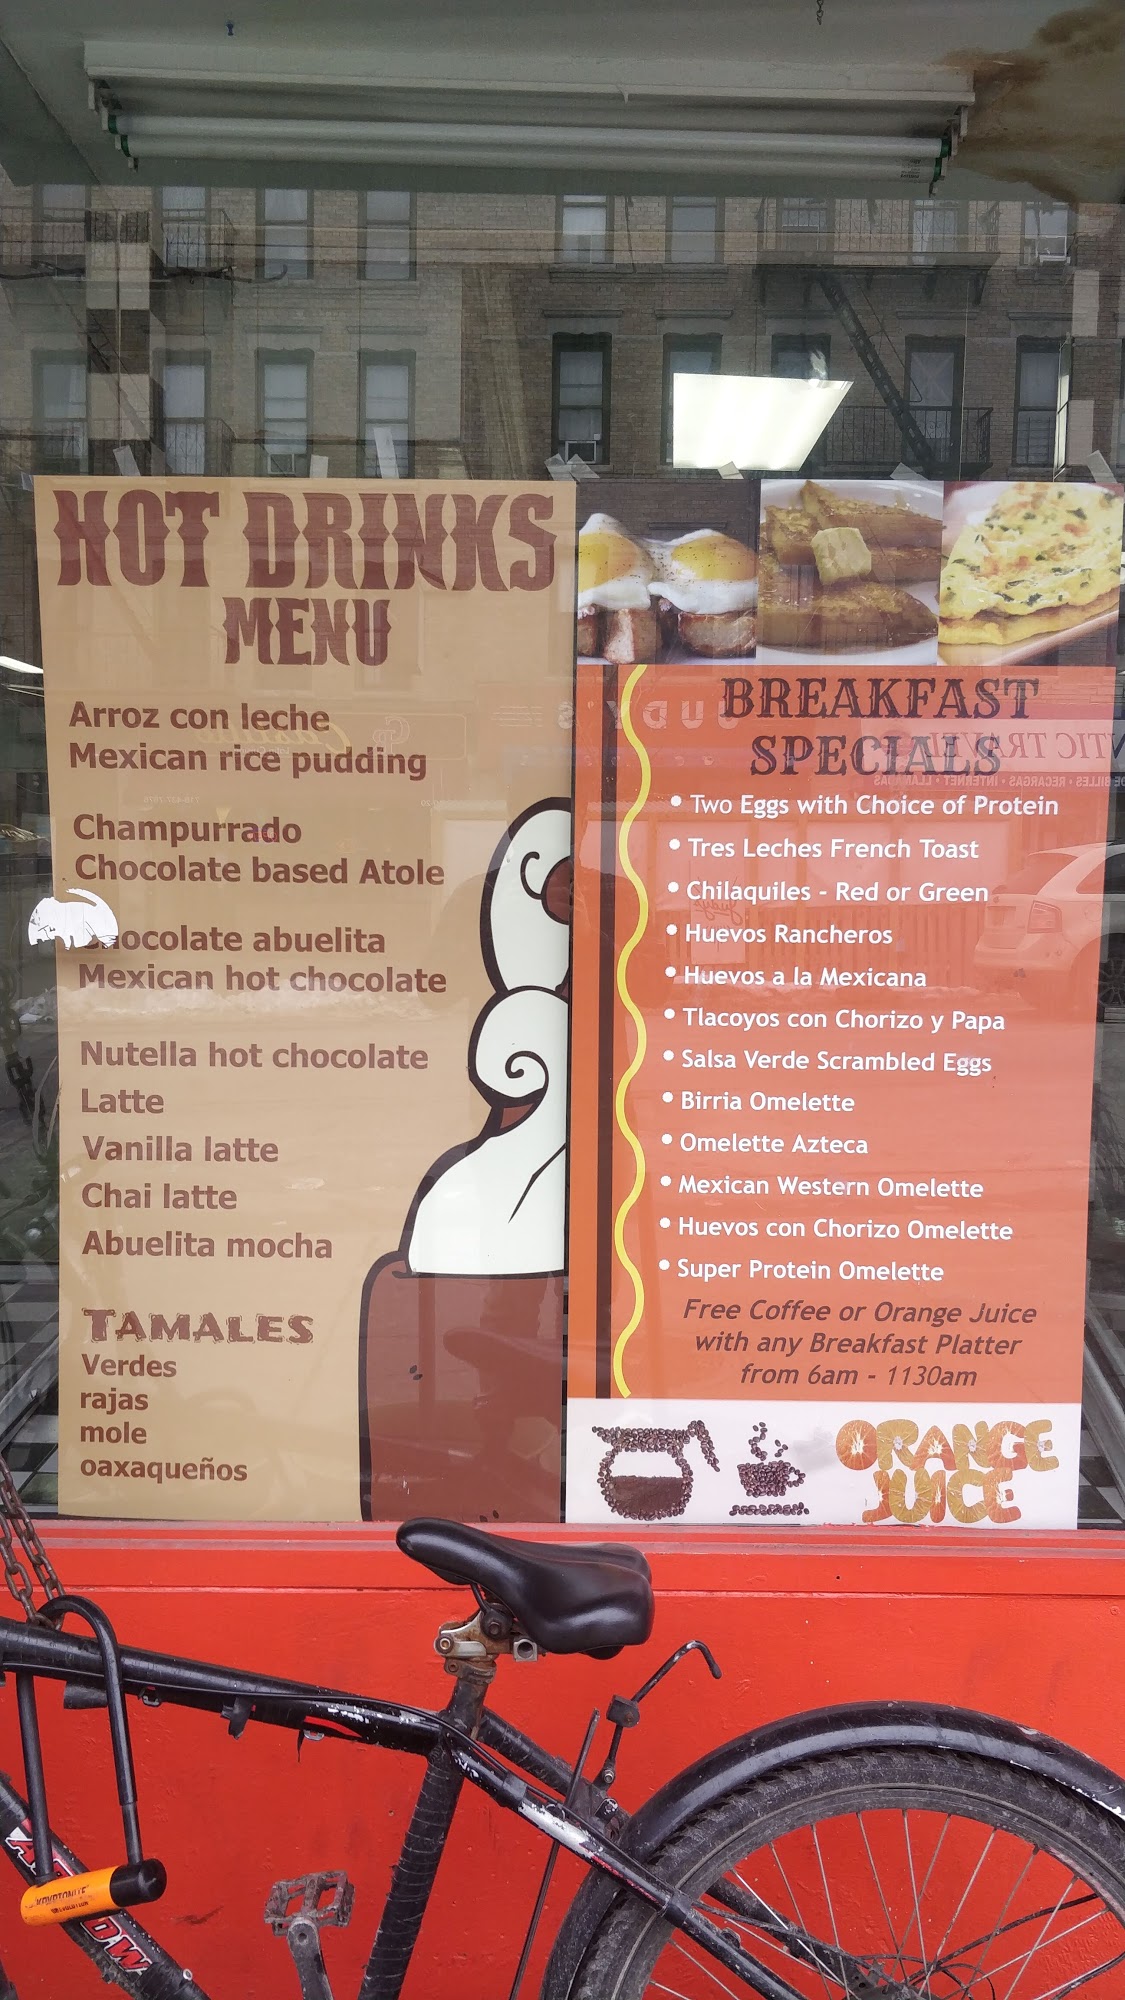 HOT DRINKS
MENU
Arroz con leche
Mexican rice pudding
Champurrado
Chocolate based Atole
Chocolate abuelita
Mexican hot chocolate
Nutella hot chocolate
Latte
Vanilla latte
Chai latte
Abuelita mocha
TAMALES
Verdes
rajas
mole
oaxaqueños
BREAKFAST
SPECIALS
• Two Eggs with Choice of Protein
• Tres Leches French Toast
• Chilaquiles - Red or Green
• Huevos Rancheros
• Huevos a la Mexicana
• Tlacoyos con Chorizo y Papa
• Salsa Verde Scrambled Eggs
• Birria Omelette
• Omelette Azteca
• Mexican Western Omelette
• Huevos con Chorizo Omelette
• Super Protein Omelette
Free Coffee or Orange Juice
with any Breakfast Platter
from 6am - 1130am
ORANGE
JUICE
KRYPTONITE